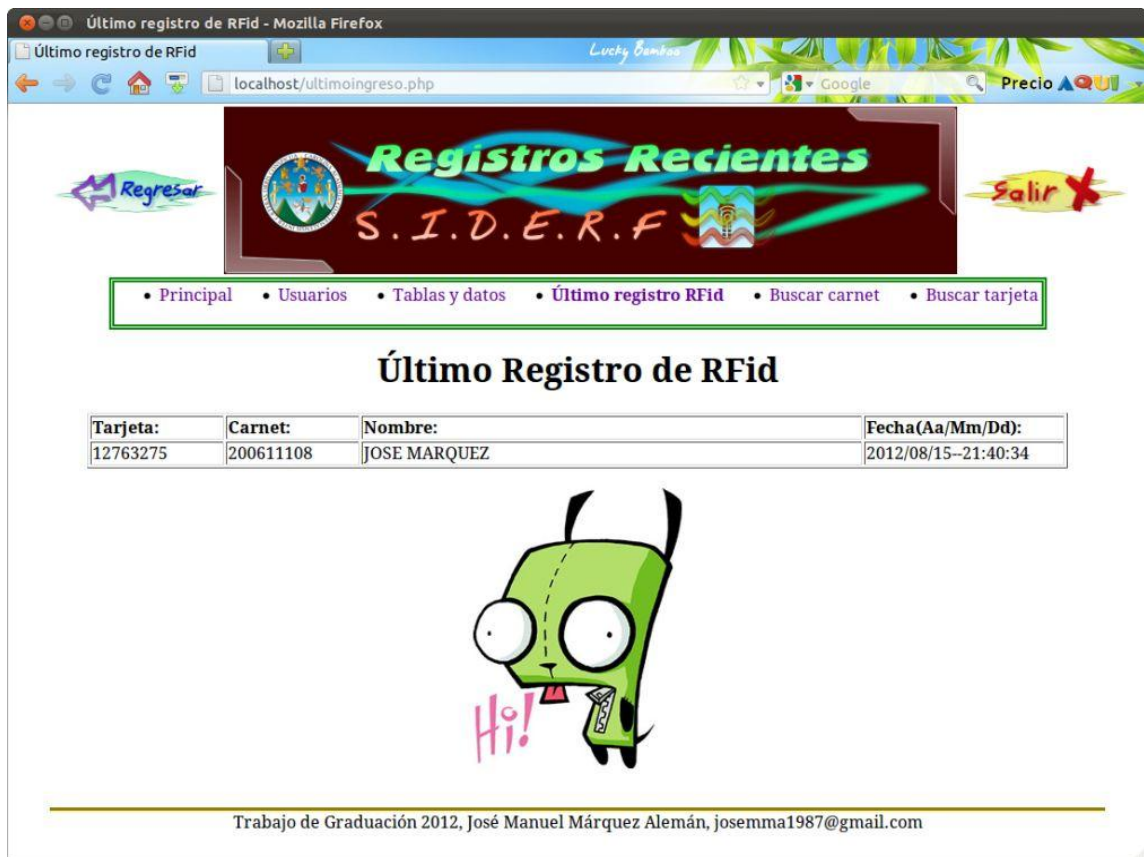 Último registro de RFid - Mozilla Firefox
Último registro de RFid
Lucky Bamboo
localhost/ultimoingreso.php
Google
Precio AQUI
Regresar
Registros Recientes
S.I.D.E.R.F
Salir
• Principal • Usuarios • Tablas y datos • Último registro RFid • Buscar carnet • Buscar tarjeta
Último Registro de RFid
Tarjeta: Carnet: Nombre: Fecha(Aa/Mm/Dd):
12763275 200611108 JOSE MARQUEZ 2012/08/15--21:40:34
Hi!
Trabajo de Graduación 2012, José Manuel Márquez Alemán, josemma1987@gmail.com